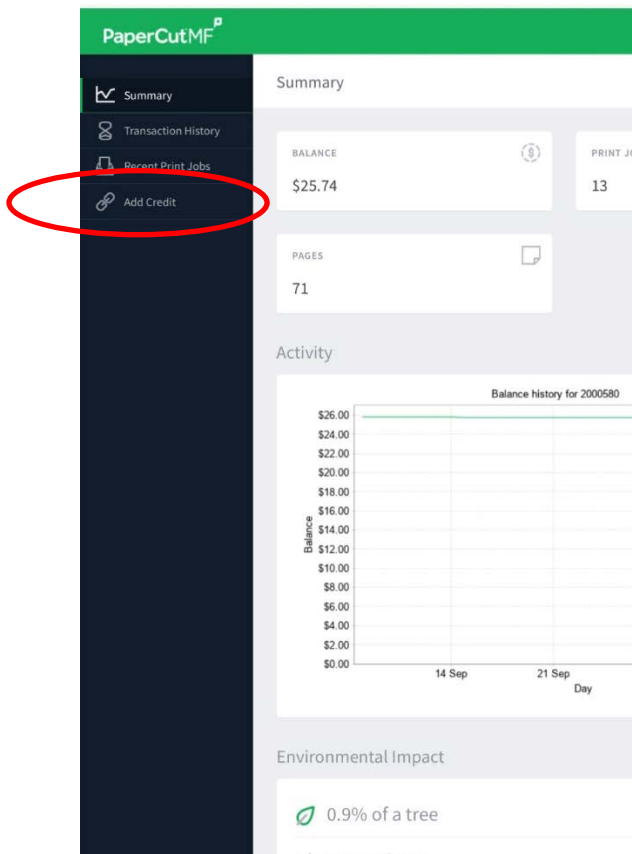 PaperCutMF
Summary
Transaction History
Recent Print Jobs
Add Credit
Summary
BALANCE
$25.74
PRINT
13
PAGES
71
Activity
Balance history for 2000580
$26.00
$24.00
$22.00
$20.00
$18.00
$16.00
$14.00
$12.00
$10.00
$8.00
$6.00
$4.00
$2.00
$0.00
Balance
14 Sep
21 Sep
Day
Environmental Impact
0.9% of a tree